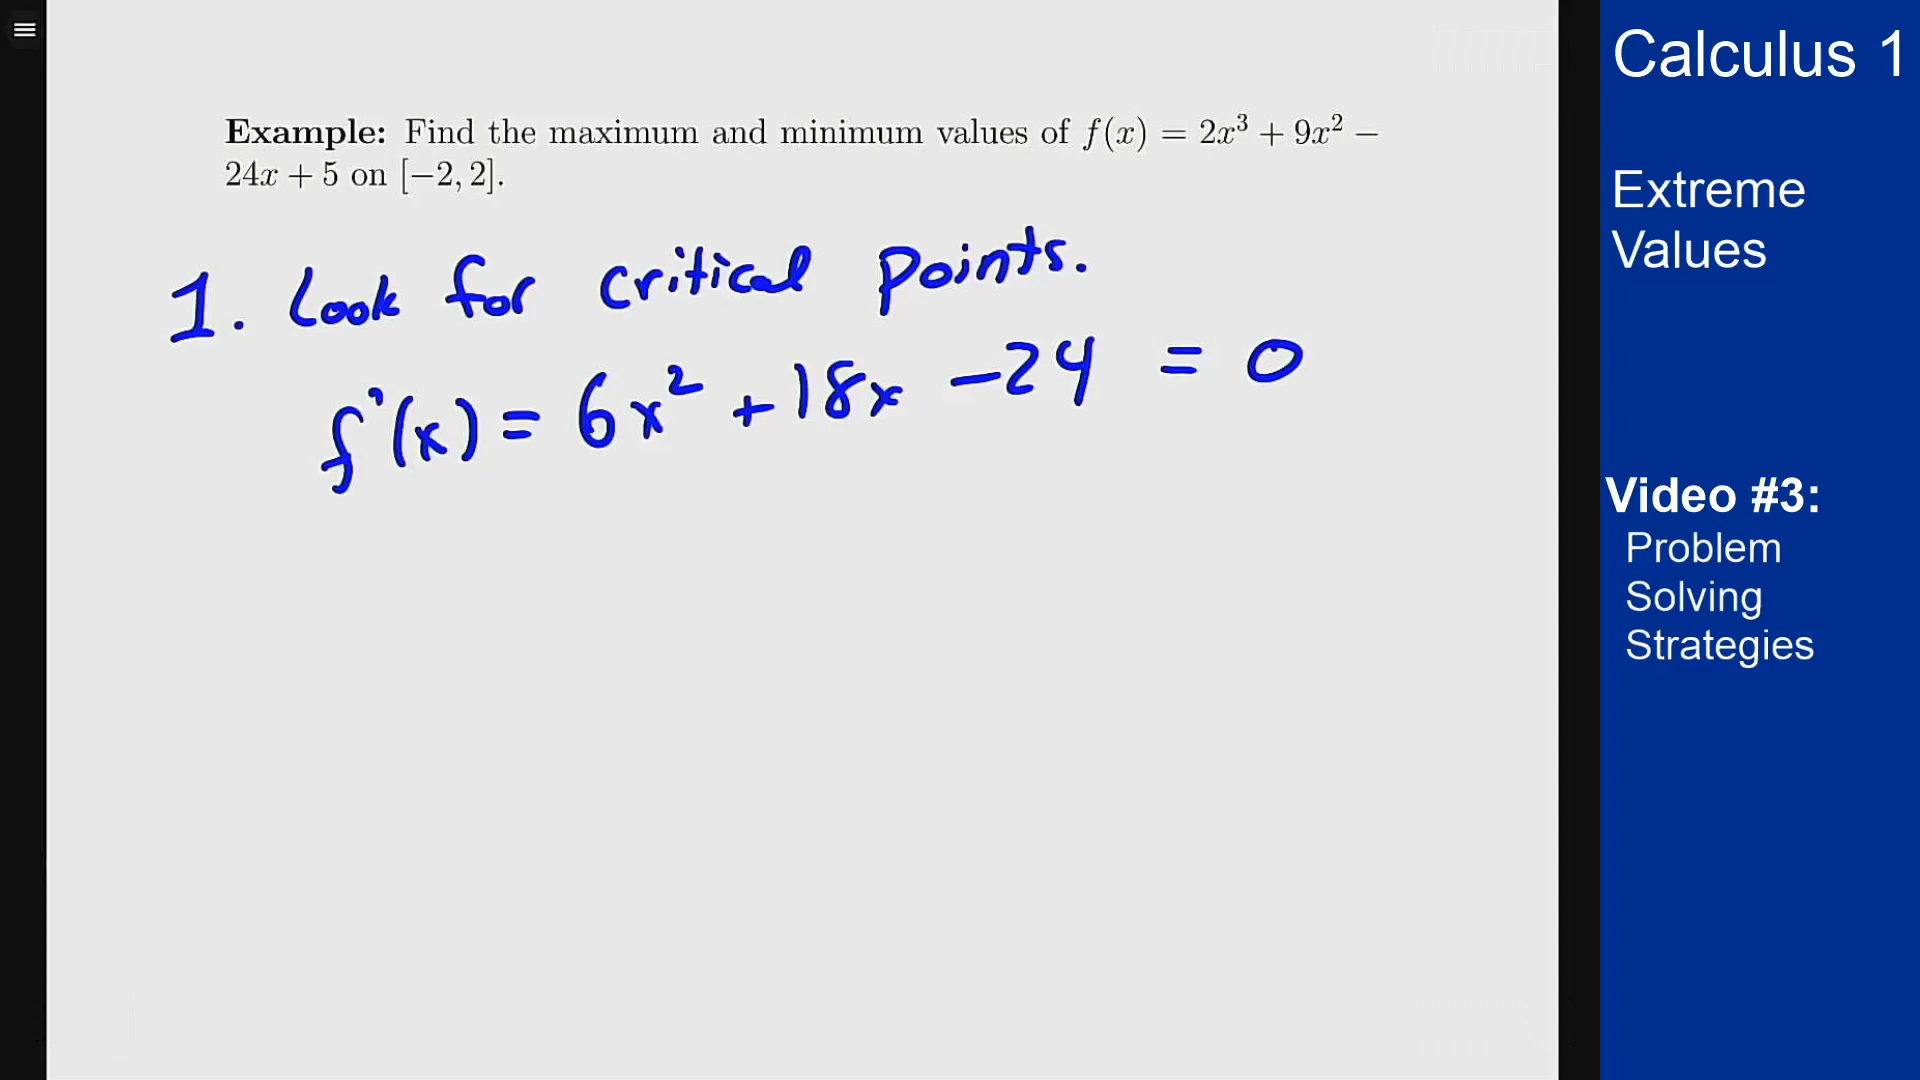 Example: Find the maximum and minimum values of f(x) = 2x³ + 9x² −
24x + 5 on [−2, 2].
1. Look for critical points.
f'(x) = 6x² + 18x − 24 = 0
Calculus 1
Extreme
Values
Video #3:
Problem
Solving
Strategies